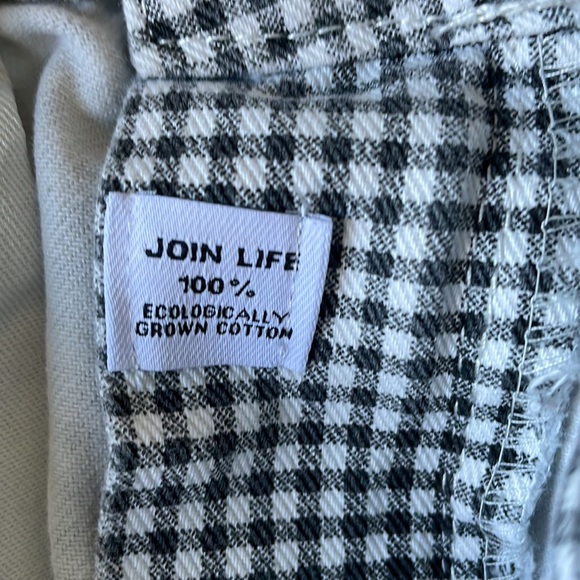 JOIN LIFE
100%
ECOLOGICALLY
GROWN COTTON